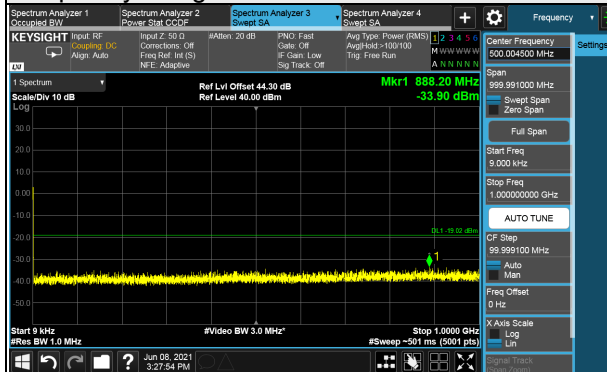 Spectrum Analyzer 1
Occupied BW
Spectrum Analyzer 2
Power Stat CCDF
Spectrum Analyzer 3
Swept SA
Spectrum Analyzer 4
Swept SA
+
Frequency
KEYSIGHT
Input: RF
Coupling: DC
Align: Auto
Input Z: 50 Ω
Corrections: Off
Freq Ref: Int (S)
NFE: Adaptive
#Atten: 20 dB
PNO: Fast
Gate: Off
IF Gain: Low
Sig Track: Off
Avg Type: Power (RMS)
Avg|Hold:>100/100
Trig: Free Run
1 2 3 4 5 6
M W W W W W
A N N N N N
LXI
1 Spectrum
Scale/Div 10 dB
Log
Ref Lvl Offset 44.30 dB
Ref Level 40.00 dBm
Mkr1 888.20 MHz
-33.90 dBm
30.0
20.0
10.0
0.00
-10.0
-20.0
-30.0
-40.0
-50.0
DL1 -19.02 dBm
1
Start 9 kHz
#Res BW 1.0 MHz
#Video BW 3.0 MHz*
Stop 1.0000 GHz
#Sweep ~501 ms (5001 pts)
Jun 08, 2021
3:27:54 PM
Center Frequency
500.004500 MHz
Settings
Span
999.991000 MHz
Swept Span
Zero Span
Full Span
Start Freq
9.000 kHz
Stop Freq
1.000000000 GHz
AUTO TUNE
CF Step
99.999100 MHz
Auto
Man
Freq Offset
0 Hz
X Axis Scale
Log
Lin
Signal Track
(Span Zoom)